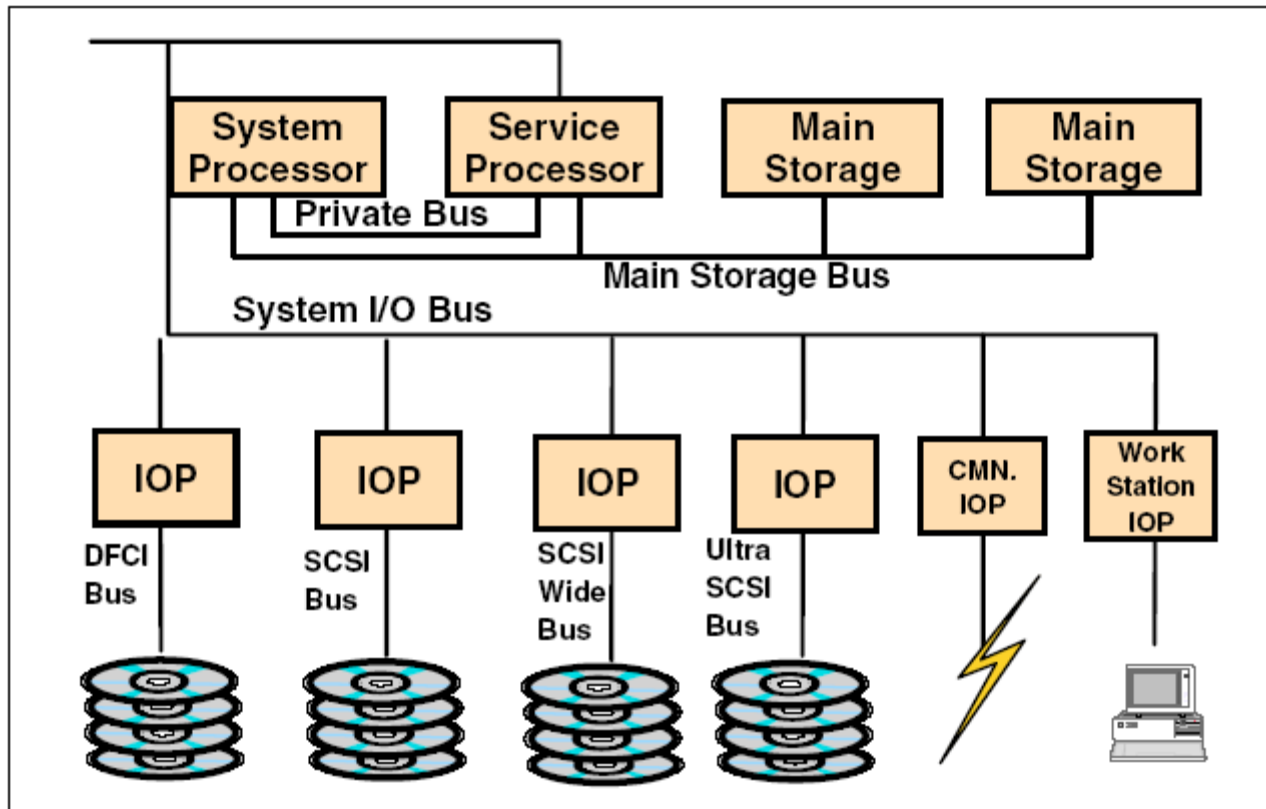 System
Processor
Service
Processor
Main
Storage
Main
Storage
Private Bus
Main Storage Bus
System I/O Bus
IOP
IOP
IOP
IOP
CMN.
IOP
Work
Station
IOP
DFCI
Bus
SCSI
Bus
SCSI
Wide
Bus
Ultra
SCSI
Bus